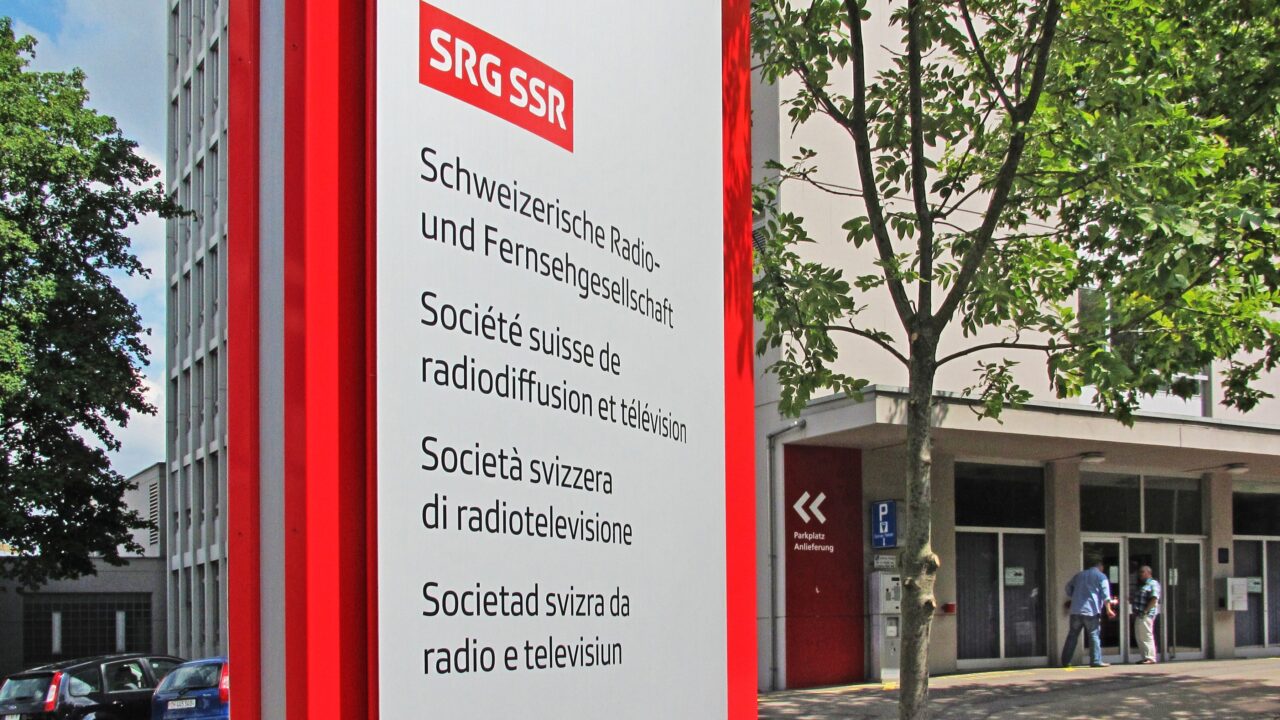 SRG SSR
Schweizerische Radio-
und Fernsehgesellschaft
Société suisse de
radiodiffusion et télévision
Società svizzera
di radiotelevisione
Societad svizra da
radio e televisiun
Parkplatz
Anlieferung
P